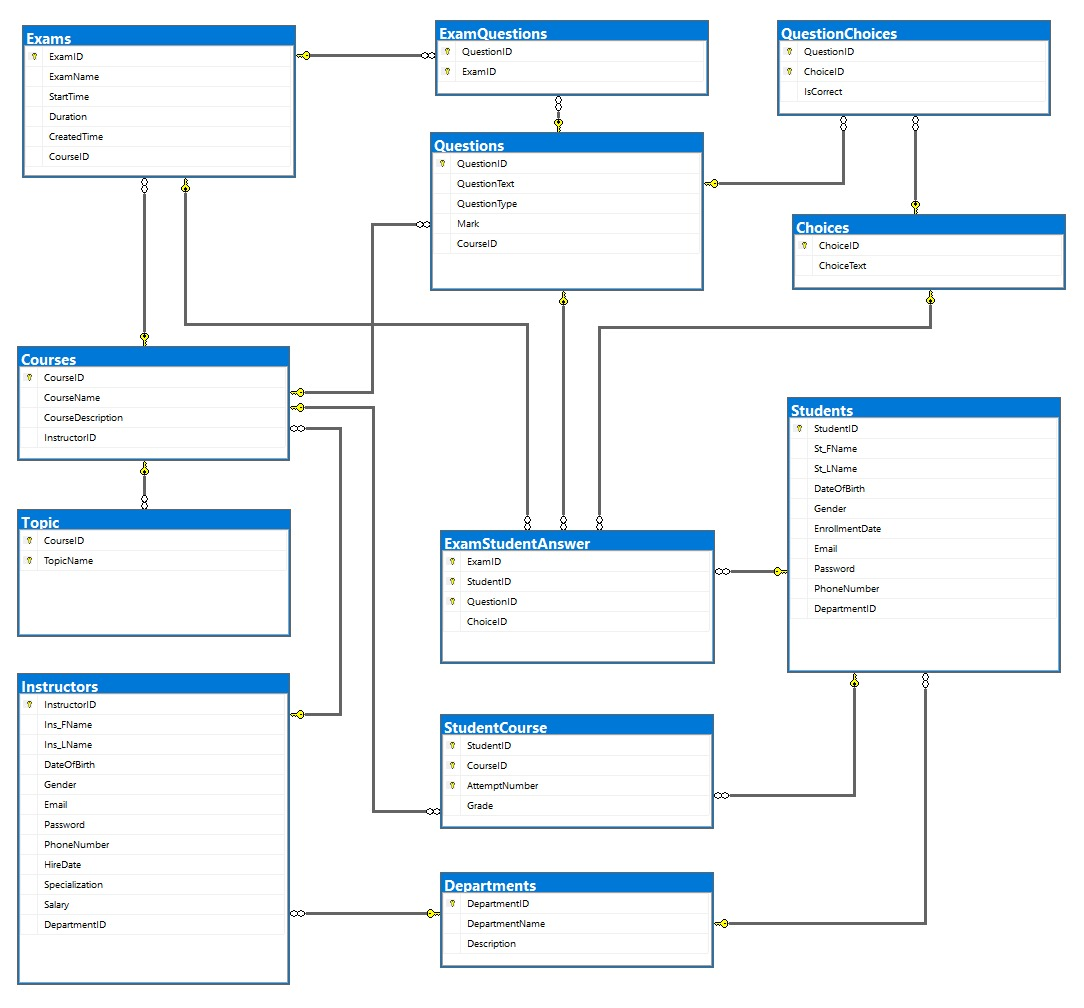 Exams
ExamID
ExamName
StartTime
Duration
CreatedTime
CourseID
ExamQuestions
QuestionID
ExamID
QuestionChoices
QuestionID
ChoiceID
IsCorrect
Questions
QuestionID
QuestionText
QuestionType
Mark
CourseID
Choices
ChoiceID
ChoiceText
Courses
CourseID
CourseName
CourseDescription
InstructorID
Students
StudentID
St_FName
St_LName
DateOfBirth
Gender
EnrollmentDate
Email
Password
PhoneNumber
DepartmentID
Topic
CourseID
TopicName
ExamStudentAnswer
ExamID
StudentID
QuestionID
ChoiceID
Instructors
InstructorID
Ins_FName
Ins_LName
DateOfBirth
Gender
Email
Password
PhoneNumber
HireDate
Specialization
Salary
DepartmentID
StudentCourse
StudentID
CourseID
AttemptNumber
Grade
Departments
DepartmentID
DepartmentName
Description